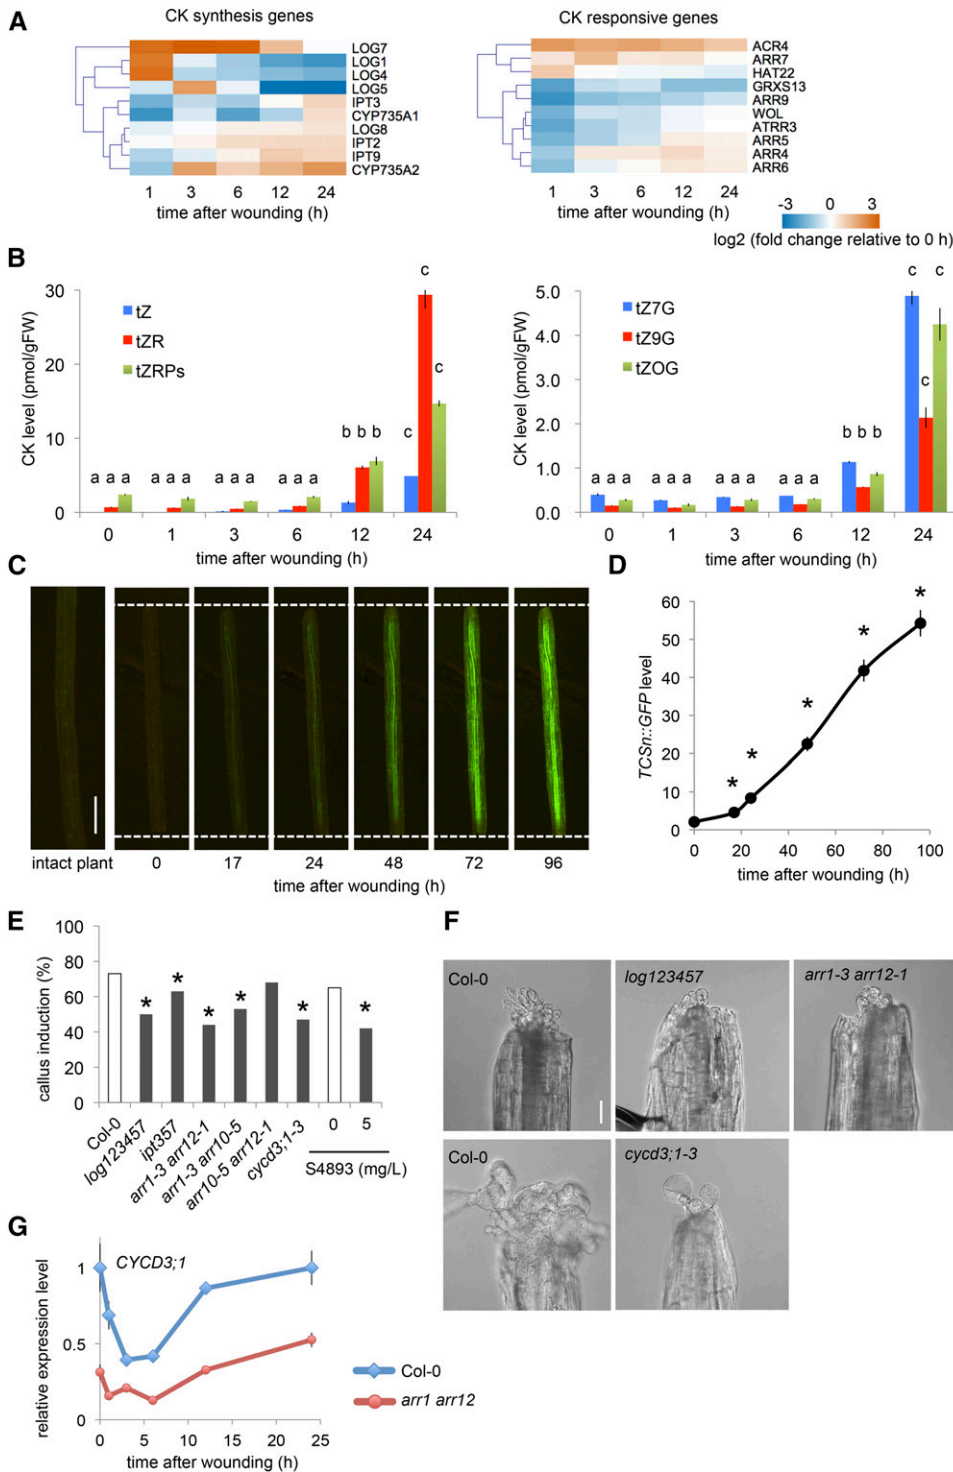 A
CK synthesis genes
LOG7
LOG1
LOG4
LOG5
IPT3
CYP735A1
LOG8
IPT2
IPT9
CYP735A2
1 3 6 12 24
time after wounding (h)
CK responsive genes
ACR4
ARR7
HAT22
GRXS13
ARR9
WOL
ATRR3
ARR5
ARR4
ARR6
1 3 6 12 24
time after wounding (h)
-3 0 3
log2 (fold change relative to 0 h)
B
CK level (pmol/gFW)
30
20
10
0
tZ
tZR
tZRPs
a a a a a a a a a a a a b b b c c c
0 1 3 6 12 24
time after wounding (h)
CK level (pmol/gFW)
5.0
4.0
3.0
2.0
1.0
0.0
tZ7G
tZ9G
tZOG
a a a a a a a a a a a a b b b c c c
0 1 3 6 12 24
time after wounding (h)
C
intact plant 0 17 24 48 72 96
time after wounding (h)
D
TCSn::GFP level
60
50
40
30
20
10
0
* * * * *
0 20 40 60 80 100
time after wounding (h)
E
callus induction (%)
100
80
60
40
20
0
* * * * * *
Col-0
log123457
ipt357
arr1-3 arr12-1
arr1-3 arr10-5
arr10-5 arr12-1
cycd3;1-3
0 5
S4893 (mg/L)
F
Col-0
log123457
arr1-3 arr12-1
Col-0
cycd3;1-3
G
CYCD3;1
relative expression level
1
0.5
0
0 5 10 15 20 25
time after wounding (h)
Col-0
arr1 arr12